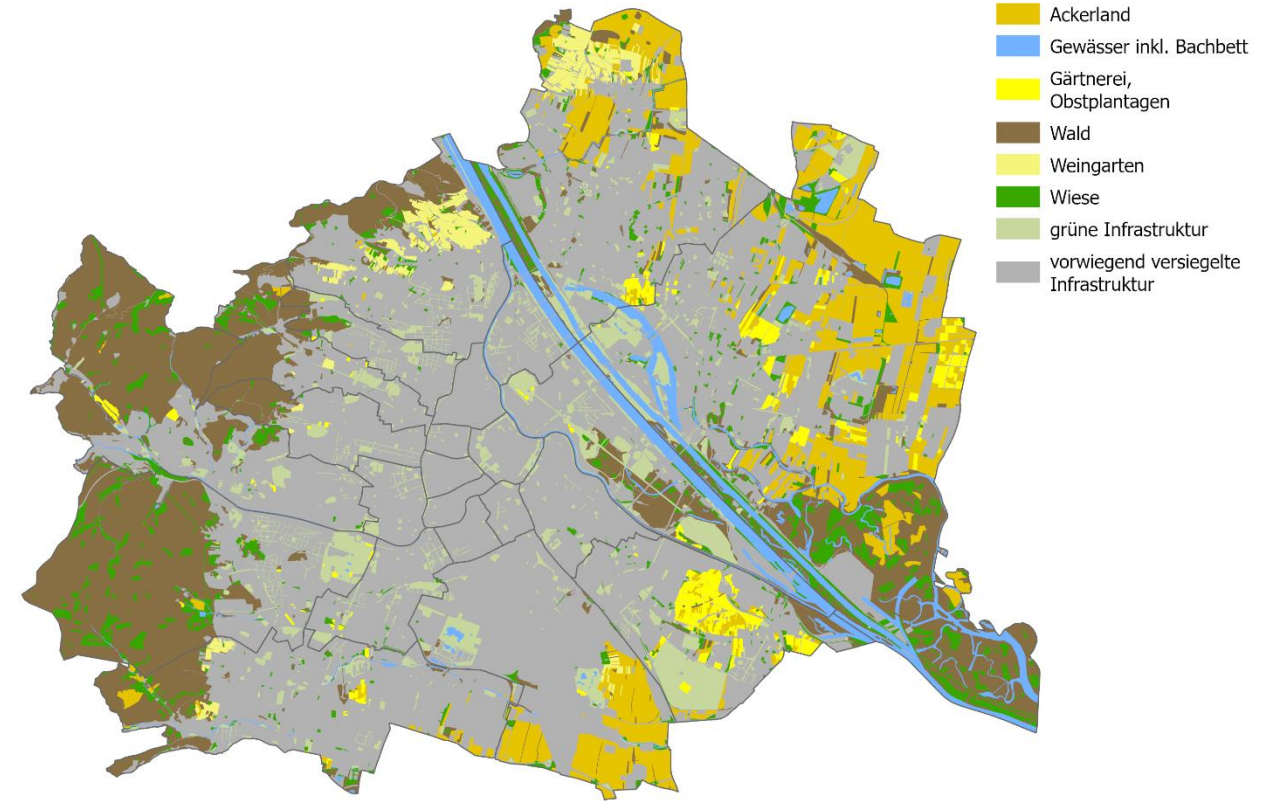 Ackerland
Gewässer inkl. Bachbett
Gärtnerei,
Obstplantagen
Wald
Weingarten
Wiese
grüne Infrastruktur
vorwiegend versiegelte
Infrastruktur